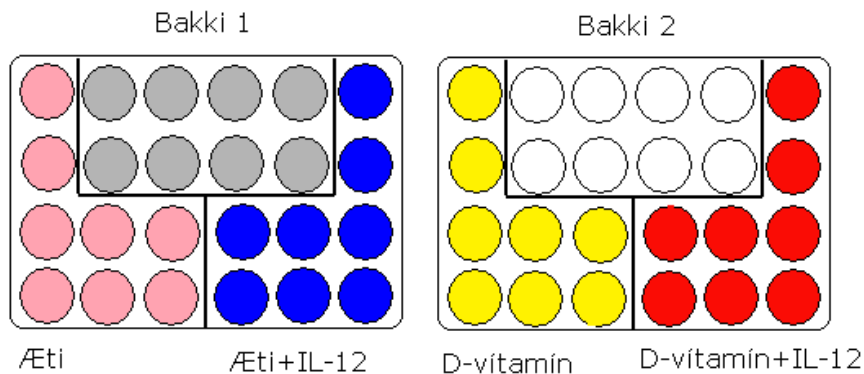 Bakki 1
Bakki 2
Æti
Æti+IL-12
D-vítamín
D-vítamín+IL-12